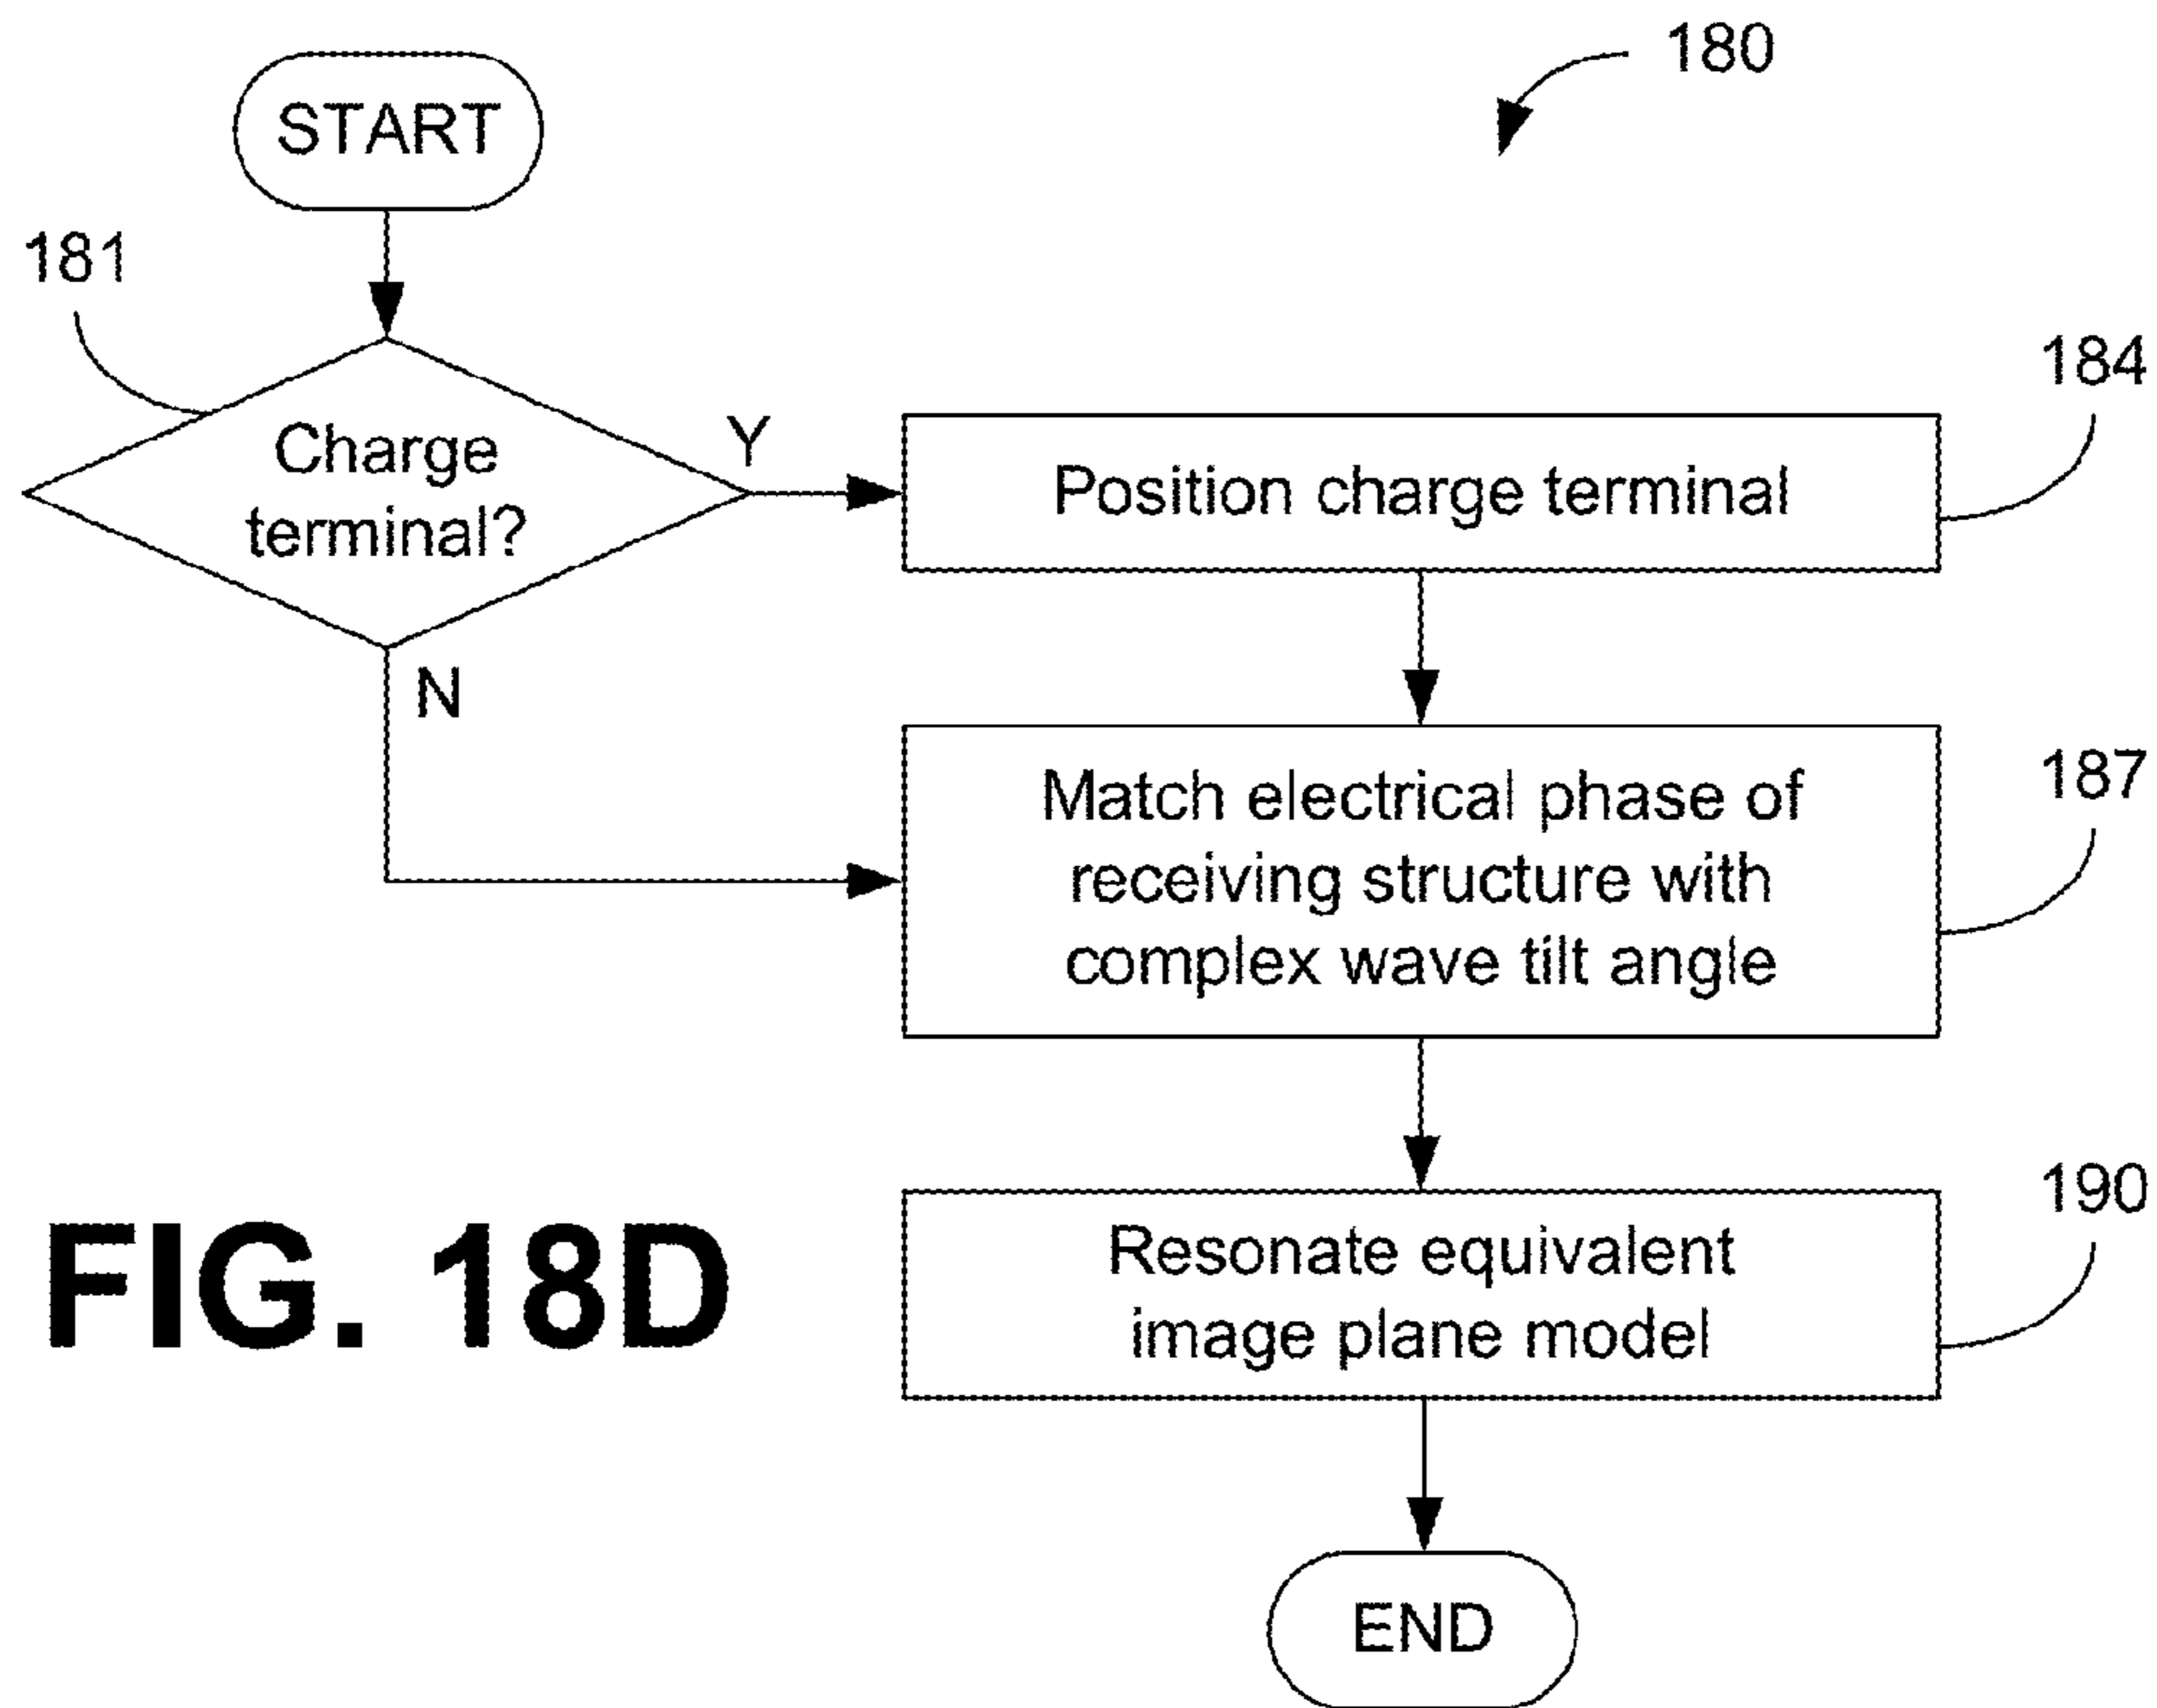 180
START
181
Charge
terminal?
Y
N
184
Position charge terminal
187
Match electrical phase of
receiving structure with
complex wave tilt angle
190
Resonate equivalent
image plane model
FIG. 18D
END